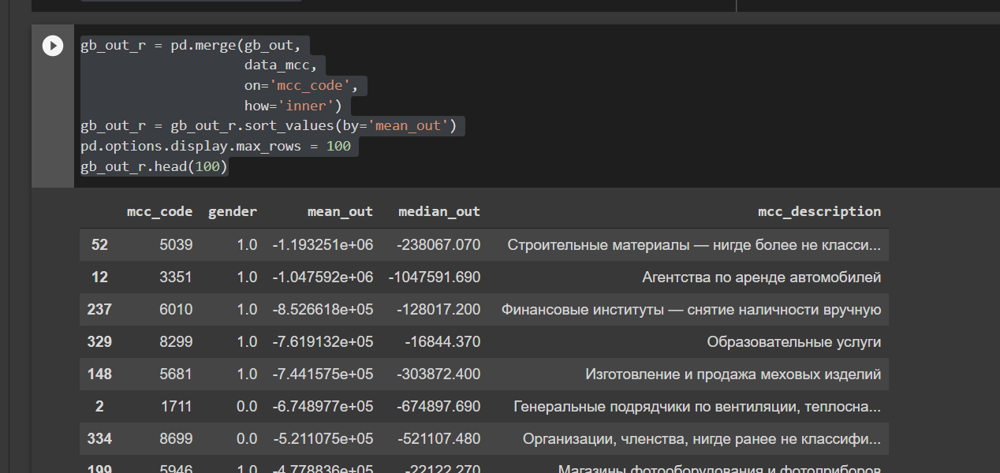 gb_out_r = pd.merge(gb_out,
data_mcc,
on='mcc_code',
how='inner')
gb_out_r = gb_out_r.sort_values(by='mean_out')
pd.options.display.max_rows = 100
gb_out_r.head(100)
mcc_code gender mean_out median_out mcc_description
52 5039 1.0 -1.193251e+06 -238067.070 Строительные материалы — нигде более не класси...
12 3351 1.0 -1.047592e+06 -1047591.690 Агентства по аренде автомобилей
237 6010 1.0 -8.526618e+05 -128017.200 Финансовые институты — снятие наличности вручную
329 8299 1.0 -7.619132e+05 -16844.370 Образовательные услуги
148 5681 1.0 -7.441575e+05 -303872.400 Изготовление и продажа меховых изделий
2 1711 0.0 -6.748977e+05 -674897.690 Генеральные подрядчики по вентиляции, теплосна...
334 8699 0.0 -5.211075e+05 -521107.480 Организации, членства, нигде ранее не классифи...
199 5946 1.0 -4.778836e+05 -22122.270 Магазины фотооборудования и фотоприборов